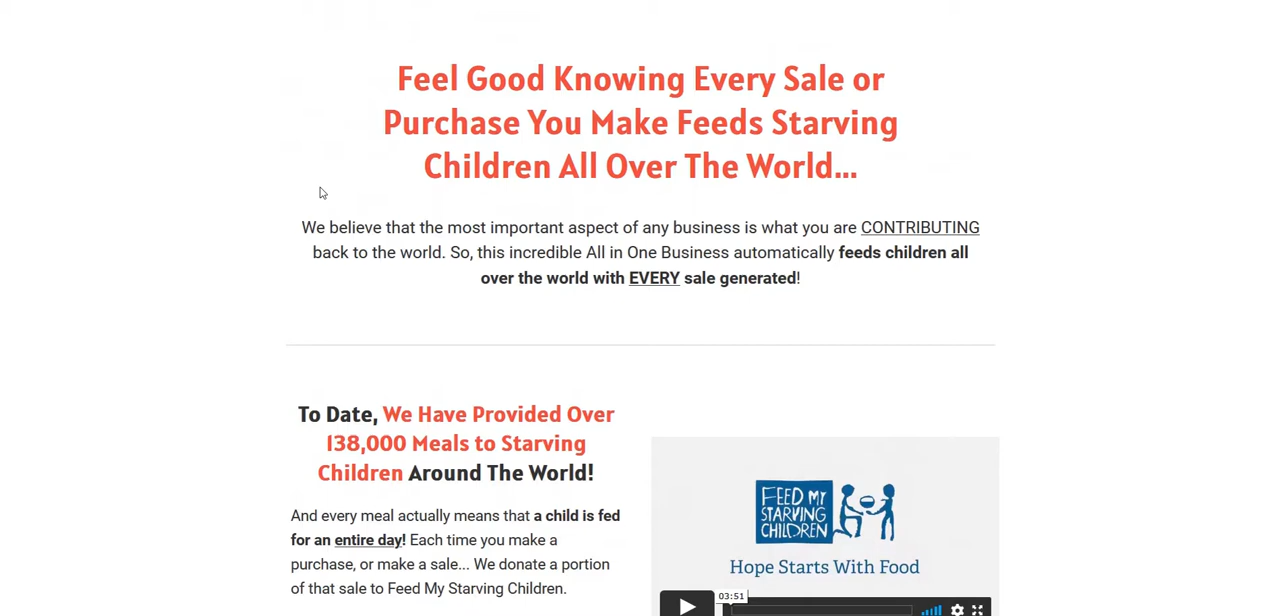 Feel Good Knowing Every Sale or
Purchase You Make Feeds Starving
Children All Over The World...
We believe that the most important aspect of any business is what you are CONTRIBUTING
back to the world. So, this incredible All in One Business automatically feeds children all
over the world with EVERY sale generated!
To Date, We Have Provided Over
138,000 Meals to Starving
Children Around The World!
And every meal actually means that a child is fed
for an entire day! Each time you make a
purchase, or make a sale... We donate a portion
of that sale to Feed My Starving Children.
FEED MY
STARVING
CHILDREN
Hope Starts With Food
03:51